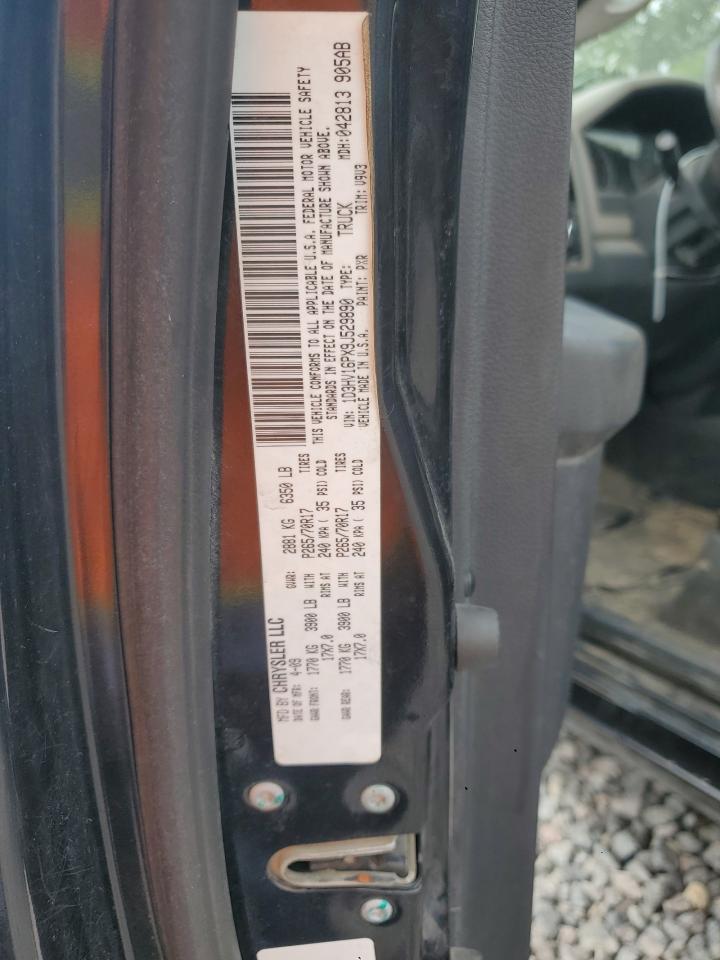 MFD BY CHRYSLER LLC
DATE OF MFR: 4-09 GVWR: 2881 KG 6350 LB
GAWR FRONT: 1770 KG 3900 LB WITH P265/70R17 TIRES
17X7.0 RIMS AT 240 KPA ( 35 PSI) COLD
GAWR REAR: 1770 KG 3900 LB WITH P265/70R17 TIRES
17X7.0 RIMS AT 240 KPA ( 35 PSI) COLD
THIS VEHICLE CONFORMS TO ALL APPLICABLE U.S.A. FEDERAL MOTOR VEHICLE SAFETY
STANDARDS IN EFFECT ON THE DATE OF MANUFACTURE SHOWN ABOVE.
VIN: 1D3HV16PX9J529890 TYPE: TRUCK MDH: 042813 905AB
VEHICLE MADE IN U.S.A. PAINT: PXR TRIM: V9V3